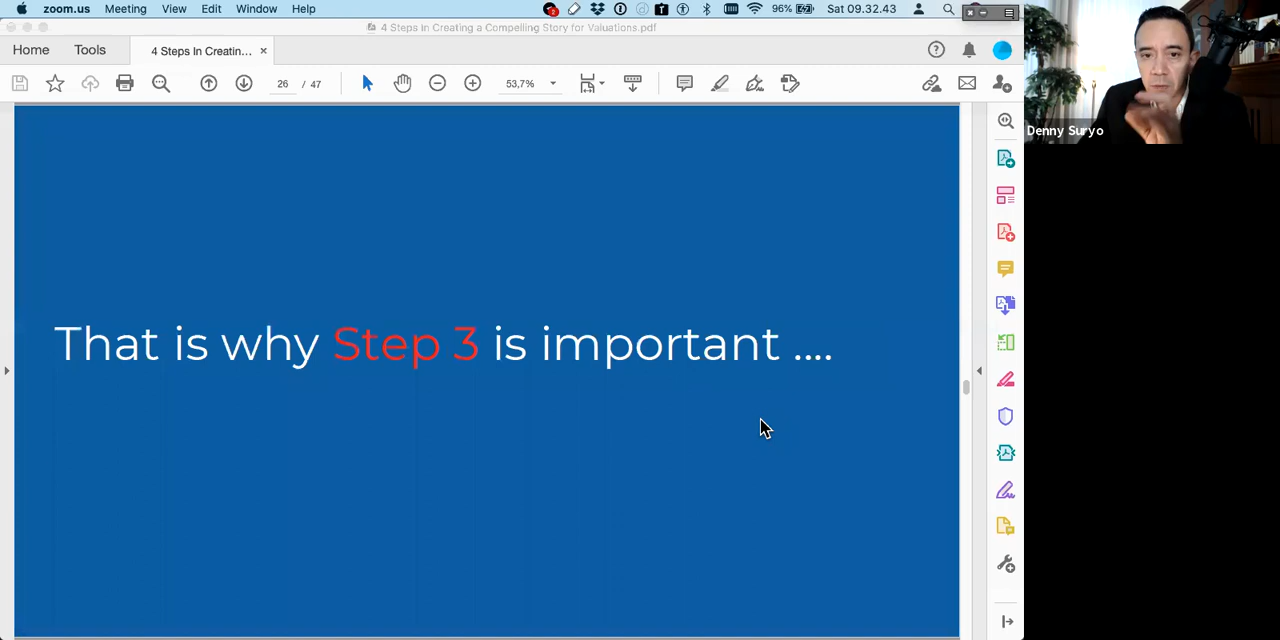 zoom.us Meeting View Edit Window Help 2 96% Sat 09.32.43
4 Steps In Creating a Compelling Story for Valuations.pdf
Home Tools 4 Steps In Creatin... ×
26 / 47 53,7%
Denny Suryo
That is why Step 3 is important ....